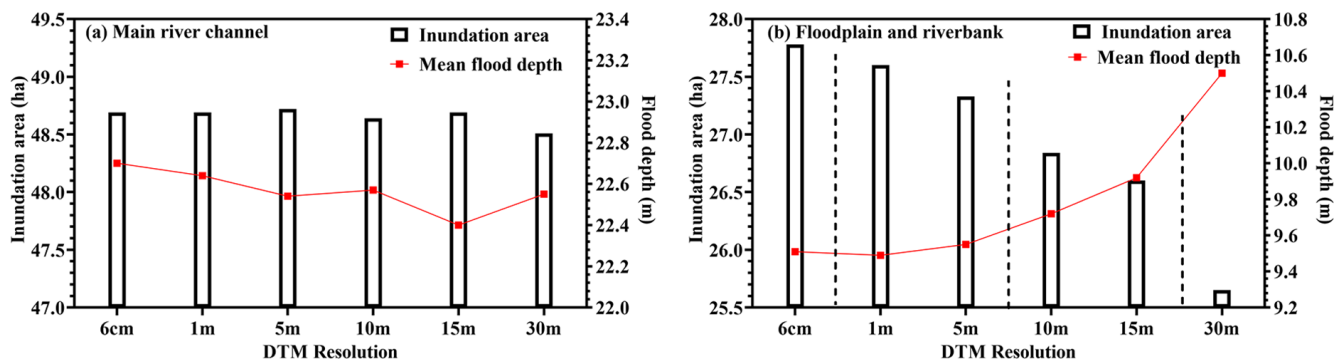 (a) Main river channel
Inundation area
Mean flood depth
Inundation area (ha)
49.5
49.0
48.5
48.0
47.5
47.0
23.4
23.2
23.0
22.8
22.6
22.4
22.2
22.0
Flood depth (m)
6cm 1m 5m 10m 15m 30m
DTM Resolution
(b) Floodplain and riverbank
Inundation area
Mean flood depth
Inundation area (ha)
28.0
27.5
27.0
26.5
26.0
25.5
10.8
10.6
10.4
10.2
10.0
9.8
9.6
9.4
9.2
Flood depth (m)
6cm 1m 5m 10m 15m 30m
DTM Resolution